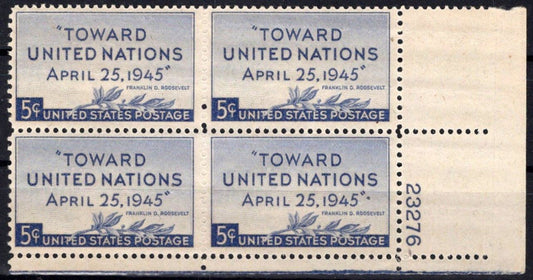 "TOWARD
UNITED NATIONS
APRIL 25, 1945"
FRANKLIN D. ROOSEVELT
5¢ UNITED STATES POSTAGE
"TOWARD
UNITED NATIONS
APRIL 25, 1945"
FRANKLIN D. ROOSEVELT
5¢ UNITED STATES POSTAGE
"TOWARD
UNITED NATIONS
APRIL 25, 1945"
FRANKLIN D. ROOSEVELT
5¢ UNITED STATES POSTAGE
"TOWARD
UNITED NATIONS
APRIL 25, 1945"
FRANKLIN D. ROOSEVELT
5¢ UNITED STATES POSTAGE
23276